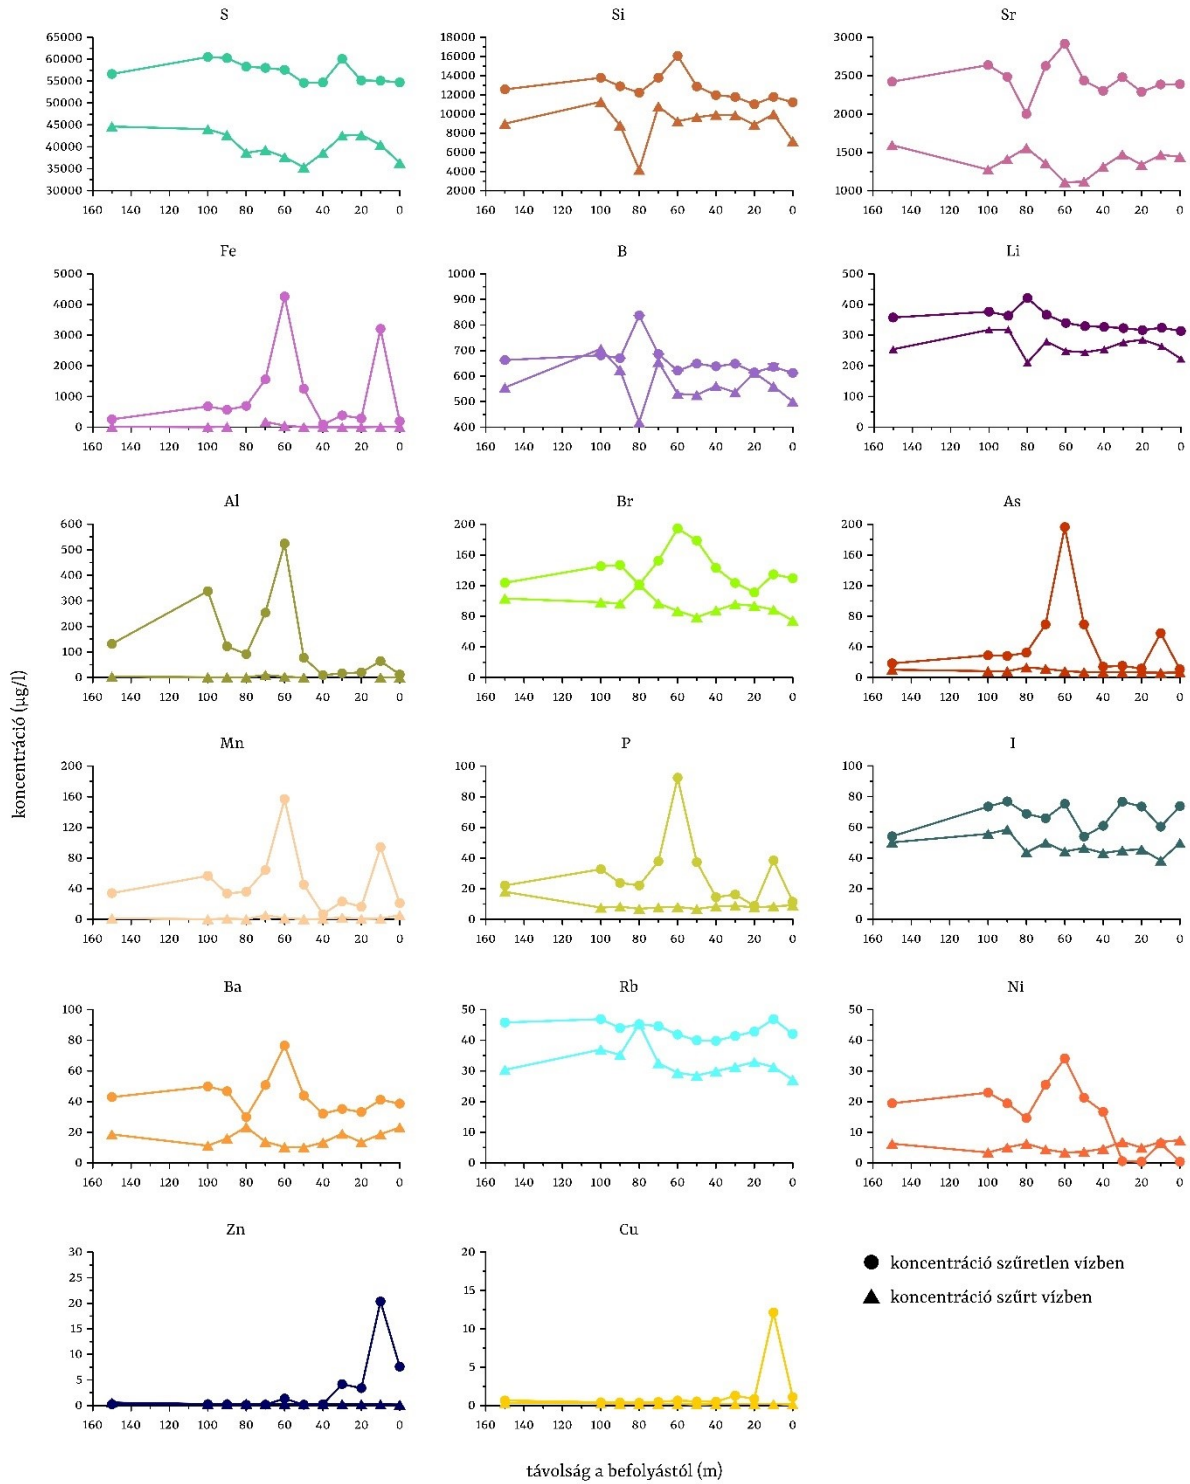 S Si Sr
65000 60000 55000 50000 45000 40000 35000 30000
160 140 120 100 80 60 40 20 0
18000 16000 14000 12000 10000 8000 6000 4000 2000
160 140 120 100 80 60 40 20 0
3000 2500 2000 1500 1000
160 140 120 100 80 60 40 20 0
Fe B Li
5000 4000 3000 2000 1000 0
160 140 120 100 80 60 40 20 0
1000 900 800 700 600 500 400
160 140 120 100 80 60 40 20 0
500 400 300 200 100 0
160 140 120 100 80 60 40 20 0
Al Br As
600 500 400 300 200 100 0
160 140 120 100 80 60 40 20 0
200 160 120 80 40 0
160 140 120 100 80 60 40 20 0
200 160 120 80 40 0
160 140 120 100 80 60 40 20 0
koncentráció (µg/l)
Mn P I
200 160 120 80 40 0
160 140 120 100 80 60 40 20 0
100 80 60 40 20 0
160 140 120 100 80 60 40 20 0
100 80 60 40 20 0
160 140 120 100 80 60 40 20 0
Ba Rb Ni
100 80 60 40 20 0
160 140 120 100 80 60 40 20 0
50 40 30 20 10 0
160 140 120 100 80 60 40 20 0
50 40 30 20 10 0
160 140 120 100 80 60 40 20 0
Zn Cu
30 25 20 15 10 5 0
160 140 120 100 80 60 40 20 0
20 15 10 5 0
160 140 120 100 80 60 40 20 0
koncentráció szűretlen vízben
koncentráció szűrt vízben
távolság a befolyástól (m)